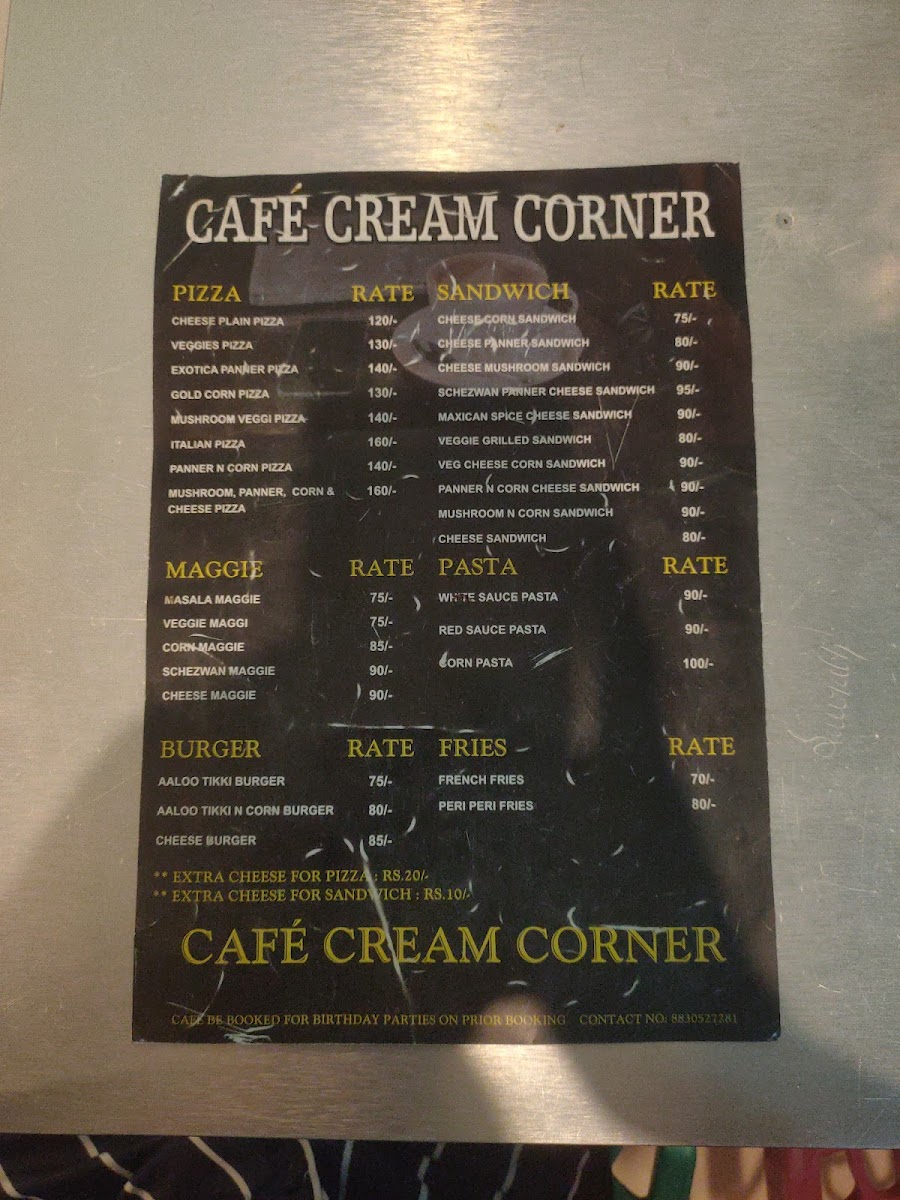 CAFÉ CREAM CORNER
PIZZA RATE
CHEESE PLAIN PIZZA 120/-
VEGGIES PIZZA 130/-
EXOTICA PANNER PIZZA 140/-
GOLD CORN PIZZA 130/-
MUSHROOM VEGGI PIZZA 140/-
ITALIAN PIZZA 160/-
PANNER N CORN PIZZA 140/-
MUSHROOM, PANNER, CORN & 160/-
CHEESE PIZZA
SANDWICH RATE
CHEESE CORN SANDWICH 75/-
CHEESE PANNER SANDWICH 80/-
CHEESE MUSHROOM SANDWICH 90/-
SCHEZWAN PANNER CHEESE SANDWICH 95/-
MAXICAN SPICE CHEESE SANDWICH 90/-
VEGGIE GRILLED SANDWICH 80/-
VEG CHEESE CORN SANDWICH 90/-
PANNER N CORN CHEESE SANDWICH 90/-
MUSHROOM N CORN SANDWICH 90/-
CHEESE SANDWICH 80/-
MAGGIE RATE
MASALA MAGGIE 75/-
VEGGIE MAGGI 75/-
CORN MAGGIE 85/-
SCHEZWAN MAGGIE 90/-
CHEESE MAGGIE 90/-
PASTA RATE
WHITE SAUCE PASTA 90/-
RED SAUCE PASTA 90/-
CORN PASTA 100/-
BURGER RATE
AALOO TIKKI BURGER 75/-
AALOO TIKKI N CORN BURGER 80/-
CHEESE BURGER 85/-
FRIES RATE
FRENCH FRIES 70/-
PERI PERI FRIES 80/-
** EXTRA CHEESE FOR PIZZA : RS.20/-
** EXTRA CHEESE FOR SANDWICH : RS.10/-
CAFÉ CREAM CORNER
CAFE BE BOOKED FOR BIRTHDAY PARTIES ON PRIOR BOOKING CONTACT NO: 8830527281